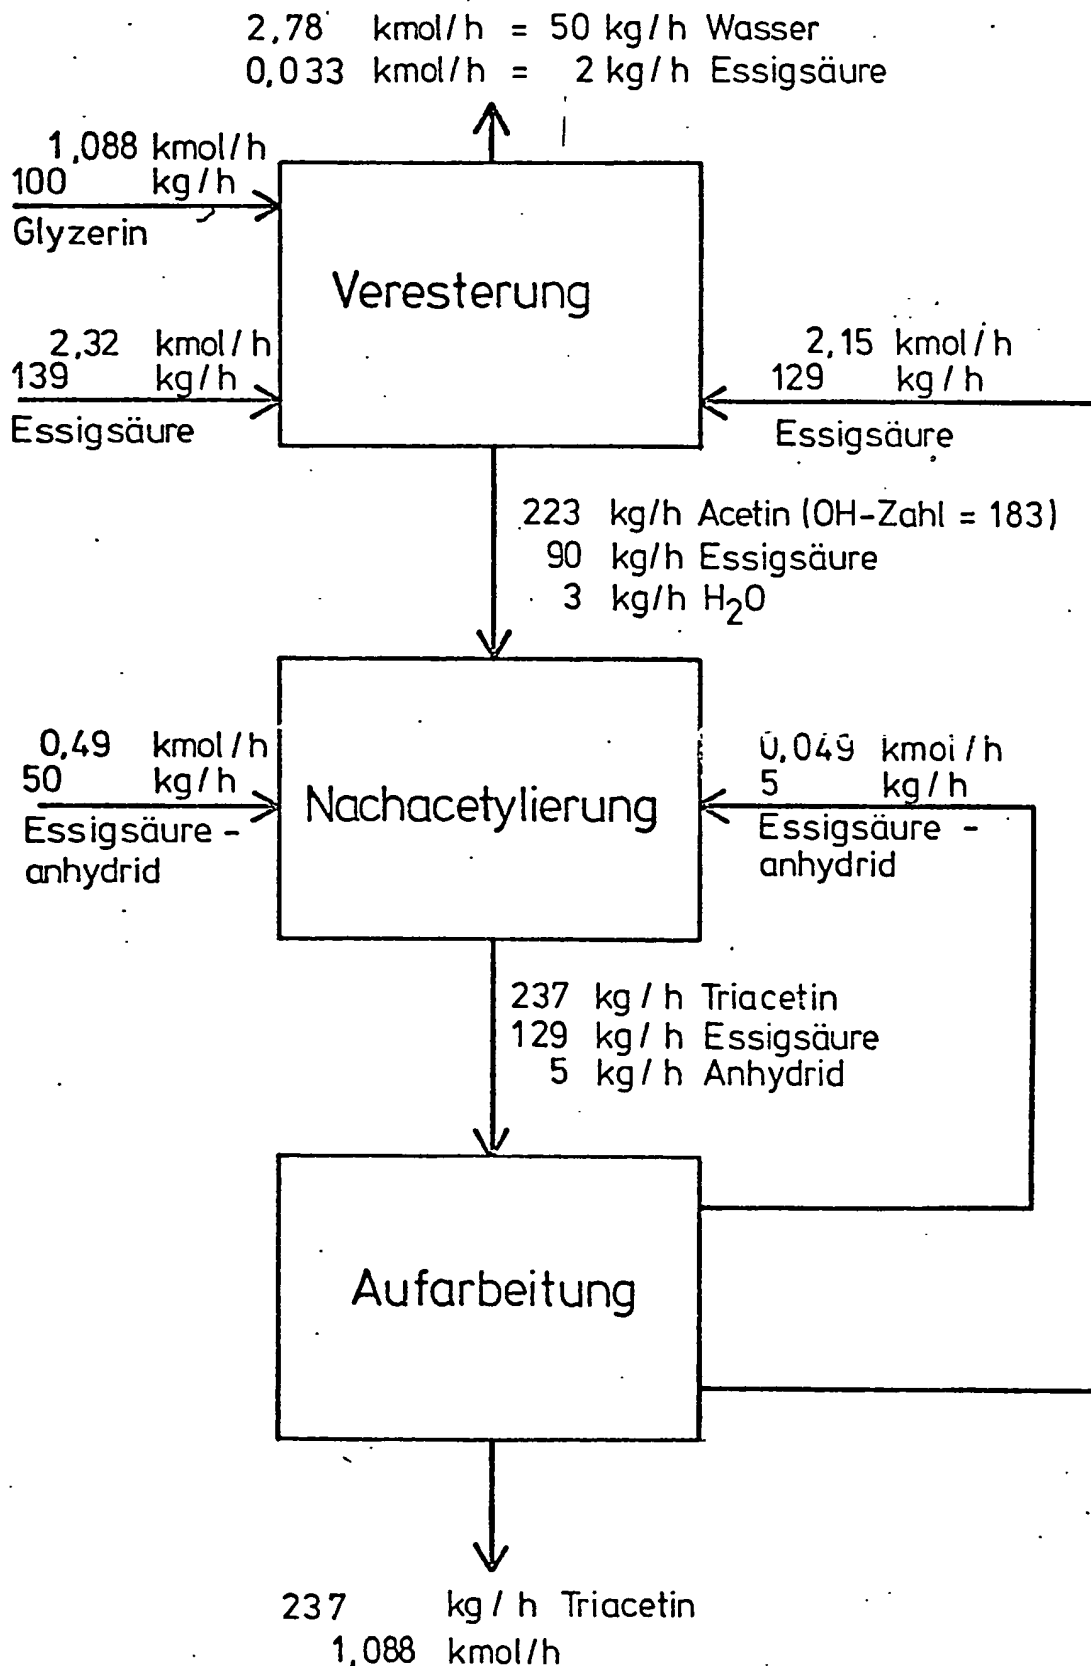 2,78 kmol/h = 50 kg/h Wasser
0,033 kmol/h = 2 kg/h Essigsäure
1,088 kmol/h
100 kg/h
Glyzerin
Veresterung
2,32 kmol/h
139 kg/h
Essigsäure
2,15 kmol/h
129 kg/h
Essigsäure
223 kg/h Acetin (OH-Zahl = 183)
90 kg/h Essigsäure
3 kg/h H₂O
0,49 kmol/h
50 kg/h
Essigsäure-
anhydrid
Nachacetylierung
0,049 kmol/h
5 kg/h
Essigsäure-
anhydrid
237 kg/h Triacetin
129 kg/h Essigsäure
5 kg/h Anhydrid
Aufarbeitung
237 kg/h Triacetin
1,088 kmol/h